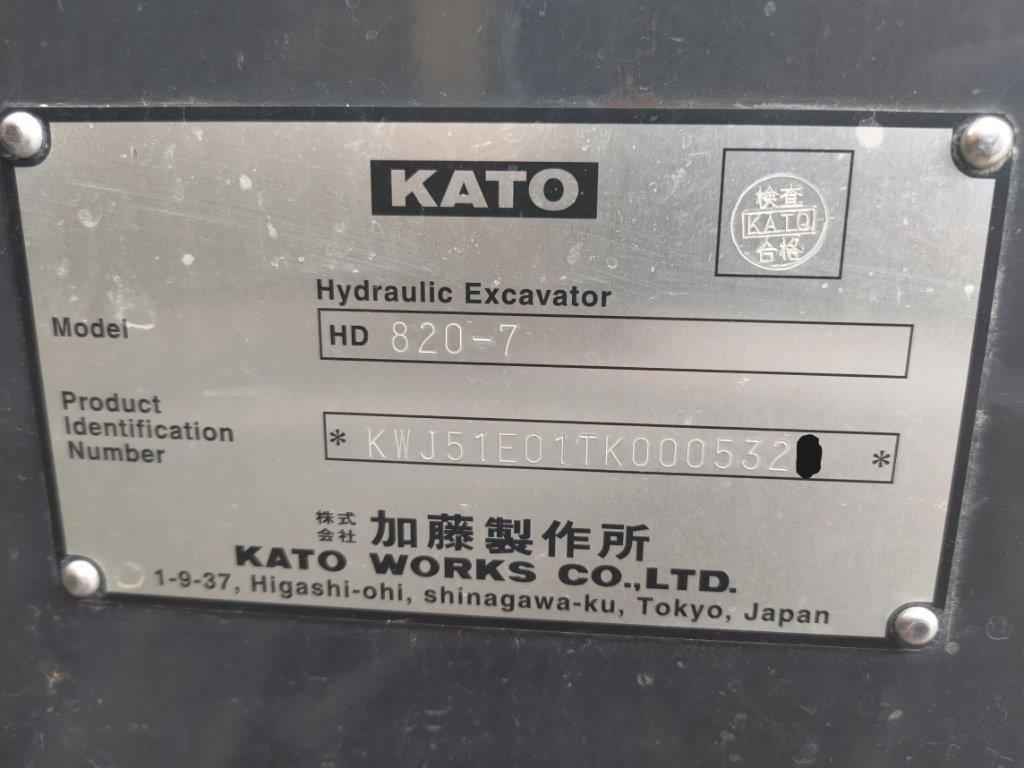 KATO
検査
KATO
合格
Hydraulic Excavator
Model
HD 820-7
Product
Identification
Number
* KWJ51E01TK000532 *
株式
会社
加藤製作所
KATO WORKS CO.,LTD.
1-9-37, Higashi-ohi, shinagawa-ku, Tokyo, Japan